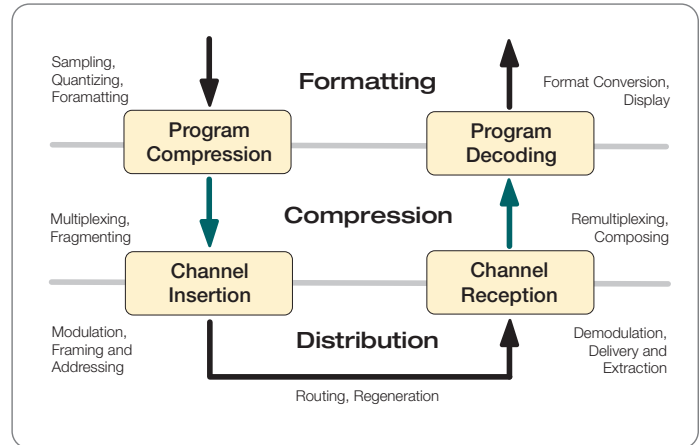 Sampling,
Quantizing,
Foramatting
Formatting
Format Conversion,
Display
Program
Compression
Program
Decoding
Multiplexing,
Fragmenting
Compression
Remultiplexing,
Composing
Channel
Insertion
Channel
Reception
Modulation,
Framing and
Addressing
Distribution
Demodulation,
Delivery and
Extraction
Routing, Regeneration